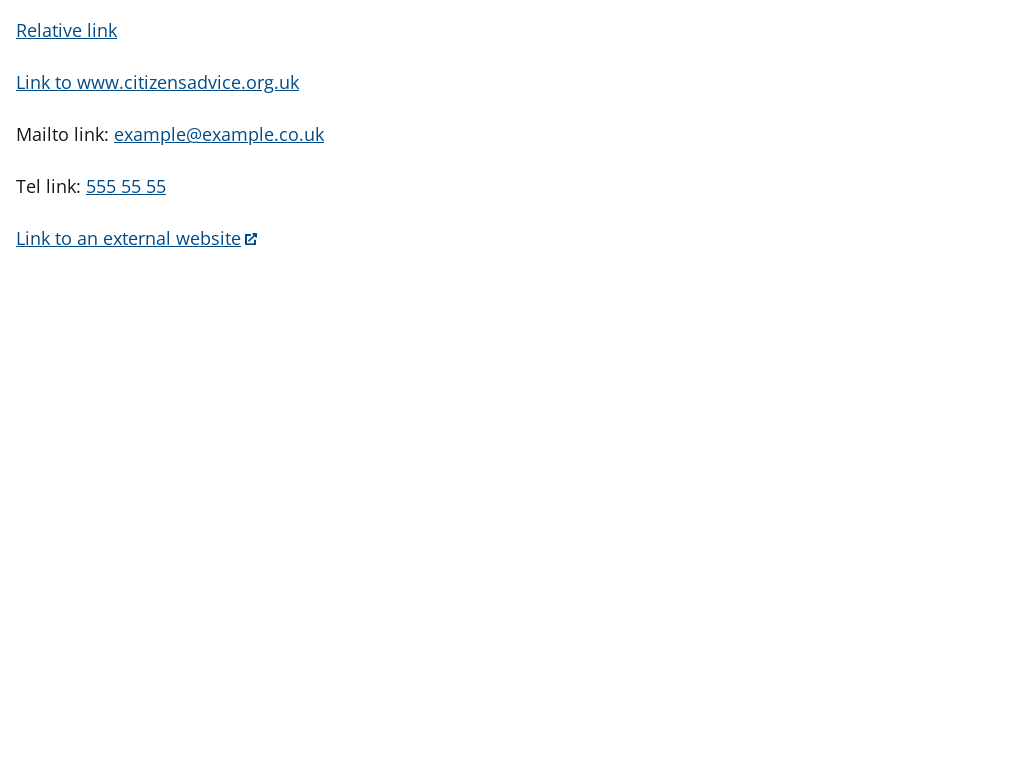 Relative link
Link to www.citizensadvice.org.uk
Mailto link: example@example.co.uk
Tel link: 555 55 55
Link to an external website